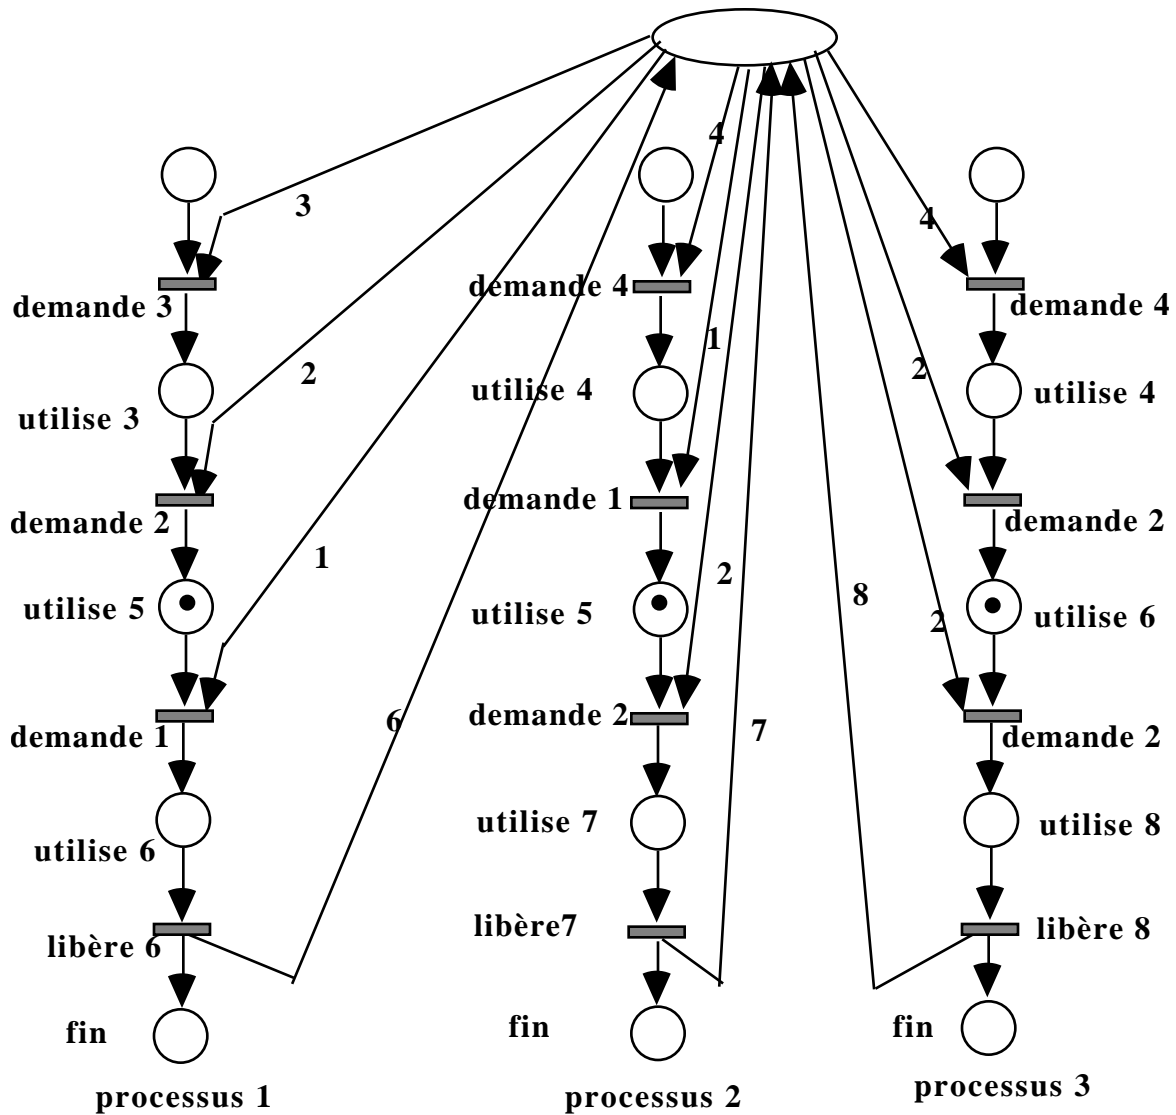 4
3
4
demande 3
demande 4
demande 4
1
2
2
utilise 3
utilise 4
utilise 4
demande 2
demande 1
demande 2
1
2
8
utilise 5
utilise 5
utilise 6
2
6
7
demande 1
demande 2
demande 2
utilise 6
utilise 7
utilise 8
libère 6
libère7
libère 8
fin
fin
fin
processus 1
processus 2
processus 3